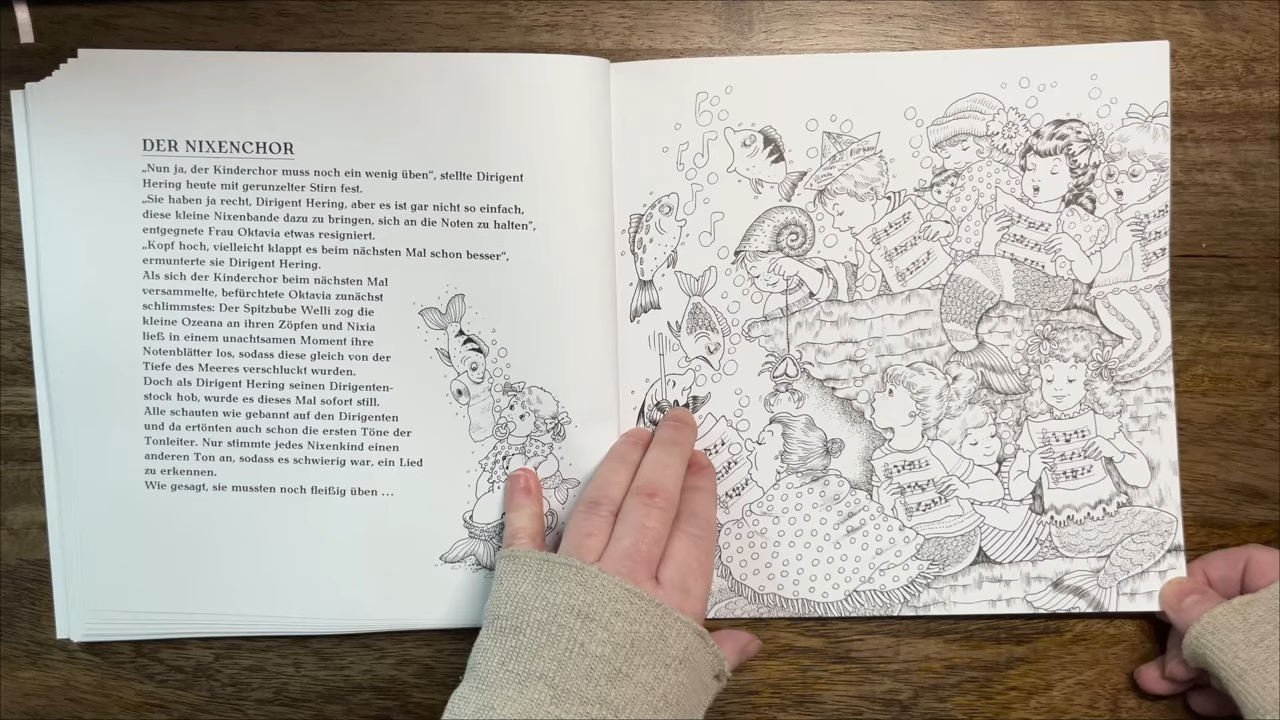 DER NIXENCHOR
„Nun ja, der Kinderchor muss noch ein wenig üben“, stellte Dirigent
Hering heute mit gerunzelter Stirn fest.
„Sie haben ja recht, Dirigent Hering, aber es ist gar nicht so einfach,
diese kleine Nixenbande dazu zu bringen, sich an die Noten zu halten“,
entgegnete Frau Oktavia etwas resigniert.
„Kopf hoch, vielleicht klappt es beim nächsten Mal schon besser“,
ermunterte sie Dirigent Hering.
Als sich der Kinderchor beim nächsten Mal
versammelte, befürchtete Oktavia zunächst
schlimmstes: Der Spitzbube Welli zog die
kleine Ozeana an ihren Zöpfen und Nixia
ließ in einem unachtsamen Moment ihre
Notenblätter los, sodass diese gleich von der
Tiefe des Meeres verschluckt wurden.
Doch als Dirigent Hering seinen Dirigenten-
stock hob, wurde es dieses Mal sofort still.
Alle schauten wie gebannt auf den Dirigenten
und da ertönten auch schon die ersten Töne der
Tonleiter. Nur stimmte jedes Nixenkind einen
anderen Ton an, sodass es schwierig war, ein Lied
zu erkennen.
Wie gesagt, sie mussten noch fleißig üben ...